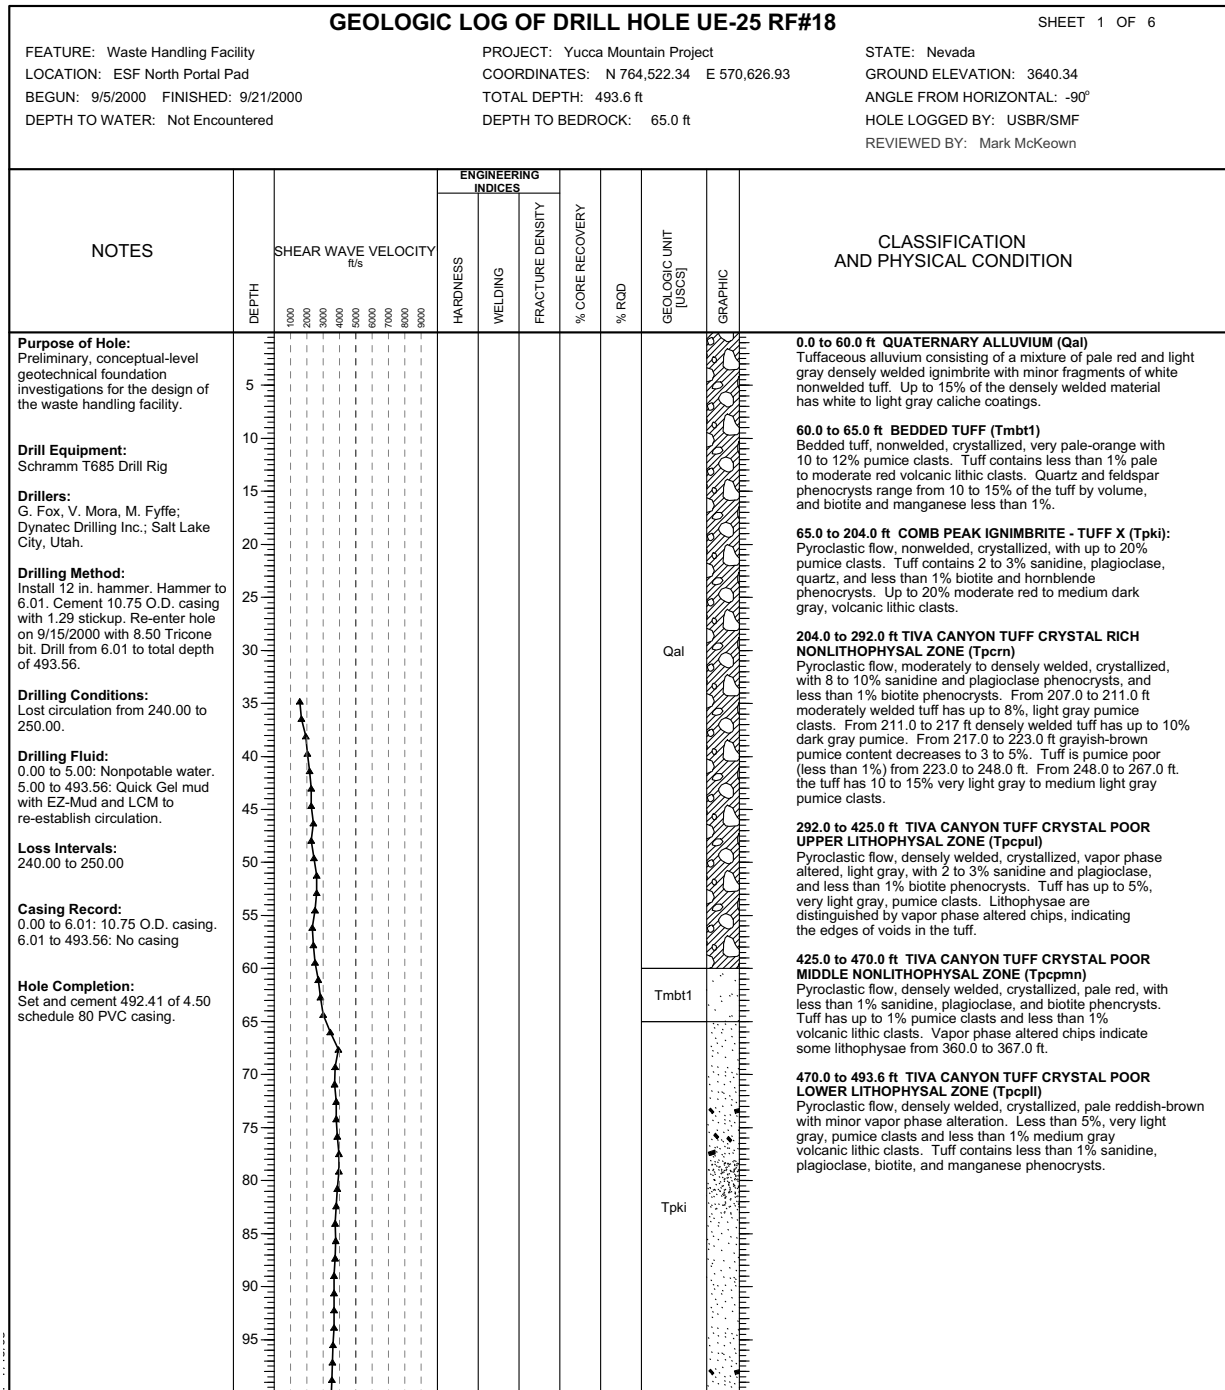 GEOLOGIC LOG OF DRILL HOLE UE-25 RF#18
SHEET 1 OF 6
FEATURE: Waste Handling Facility
PROJECT: Yucca Mountain Project
STATE: Nevada
LOCATION: ESF North Portal Pad
COORDINATES: N 764,522.34 E 570,626.93
GROUND ELEVATION: 3640.34
BEGUN: 9/5/2000 FINISHED: 9/21/2000
TOTAL DEPTH: 493.6 ft
ANGLE FROM HORIZONTAL: -90°
DEPTH TO WATER: Not Encountered
DEPTH TO BEDROCK: 65.0 ft
HOLE LOGGED BY: USBR/SMF
REVIEWED BY: Mark McKeown
NOTES
DEPTH
SHEAR WAVE VELOCITY
ft/s
1000
2000
3000
4000
5000
6000
7000
8000
9000
ENGINEERING
INDICES
HARDNESS
WELDING
FRACTURE DENSITY
% CORE RECOVERY
% RQD
GEOLOGIC UNIT
[USCS]
GRAPHIC
CLASSIFICATION
AND PHYSICAL CONDITION
Purpose of Hole:
Preliminary, conceptual-level
geotechnical foundation
investigations for the design of
the waste handling facility.
Drill Equipment:
Schramm T685 Drill Rig
Drillers:
G. Fox, V. Mora, M. Fyffe;
Dynatec Drilling Inc.; Salt Lake
City, Utah.
Drilling Method:
Install 12 in. hammer. Hammer to
6.01. Cement 10.75 O.D. casing
with 1.29 stickup. Re-enter hole
on 9/15/2000 with 8.50 Tricone
bit. Drill from 6.01 to total depth
of 493.56.
Drilling Conditions:
Lost circulation from 240.00 to
250.00.
Drilling Fluid:
0.00 to 5.00: Nonpotable water.
5.00 to 493.56: Quick Gel mud
with EZ-Mud and LCM to
re-establish circulation.
Loss Intervals:
240.00 to 250.00
Casing Record:
0.00 to 6.01: 10.75 O.D. casing.
6.01 to 493.56: No casing
Hole Completion:
Set and cement 492.41 of 4.50
schedule 80 PVC casing.
5
10
15
20
25
30
35
40
45
50
55
60
65
70
75
80
85
90
95
Qal
Tmbt1
Tpki
0.0 to 60.0 ft QUATERNARY ALLUVIUM (Qal)
Tuffaceous alluvium consisting of a mixture of pale red and light
gray densely welded ignimbrite with minor fragments of white
nonwelded tuff. Up to 15% of the densely welded material
has white to light gray caliche coatings.
60.0 to 65.0 ft BEDDED TUFF (Tmbt1)
Bedded tuff, nonwelded, crystallized, very pale-orange with
10 to 12% pumice clasts. Tuff contains less than 1% pale
to moderate red volcanic lithic clasts. Quartz and feldspar
phenocrysts range from 10 to 15% of the tuff by volume,
and biotite and manganese less than 1%.
65.0 to 204.0 ft COMB PEAK IGNIMBRITE - TUFF X (Tpki):
Pyroclastic flow, nonwelded, crystallized, with up to 20%
pumice clasts. Tuff contains 2 to 3% sanidine, plagioclase,
quartz, and less than 1% biotite and hornblende
phenocrysts. Up to 20% moderate red to medium dark
gray, volcanic lithic clasts.
204.0 to 292.0 ft TIVA CANYON TUFF CRYSTAL RICH
NONLITHOPHYSAL ZONE (Tpcrn)
Pyroclastic flow, moderately to densely welded, crystallized,
with 8 to 10% sanidine and plagioclase phenocrysts, and
less than 1% biotite phenocrysts. From 207.0 to 211.0 ft
moderately welded tuff has up to 8%, light gray pumice
clasts. From 211.0 to 217 ft densely welded tuff has up to 10%
dark gray pumice. From 217.0 to 223.0 ft grayish-brown
pumice content decreases to 3 to 5%. Tuff is pumice poor
(less than 1%) from 223.0 to 248.0 ft. From 248.0 to 267.0 ft.
the tuff has 10 to 15% very light gray to medium light gray
pumice clasts.
292.0 to 425.0 ft TIVA CANYON TUFF CRYSTAL POOR
UPPER LITHOPHYSAL ZONE (Tpcpul)
Pyroclastic flow, densely welded, crystallized, vapor phase
altered, light gray, with 2 to 3% sanidine and plagioclase,
and less than 1% biotite phenocrysts. Tuff has up to 5%,
very light gray, pumice clasts. Lithophysae are
distinguished by vapor phase altered chips, indicating
the edges of voids in the tuff.
425.0 to 470.0 ft TIVA CANYON TUFF CRYSTAL POOR
MIDDLE NONLITHOPHYSAL ZONE (Tpcpmn)
Pyroclastic flow, densely welded, crystallized, pale red, with
less than 1% sanidine, plagioclase, and biotite phencrysts.
Tuff has up to 1% pumice clasts and less than 1%
volcanic lithic clasts. Vapor phase altered chips indicate
some lithophysae from 360.0 to 367.0 ft.
470.0 to 493.6 ft TIVA CANYON TUFF CRYSTAL POOR
LOWER LITHOPHYSAL ZONE (Tpcpll)
Pyroclastic flow, densely welded, crystallized, pale reddish-brown
with minor vapor phase alteration. Less than 5%, very light
gray, pumice clasts and less than 1% medium gray
volcanic lithic clasts. Tuff contains less than 1% sanidine,
plagioclase, biotite, and manganese phenocrysts.